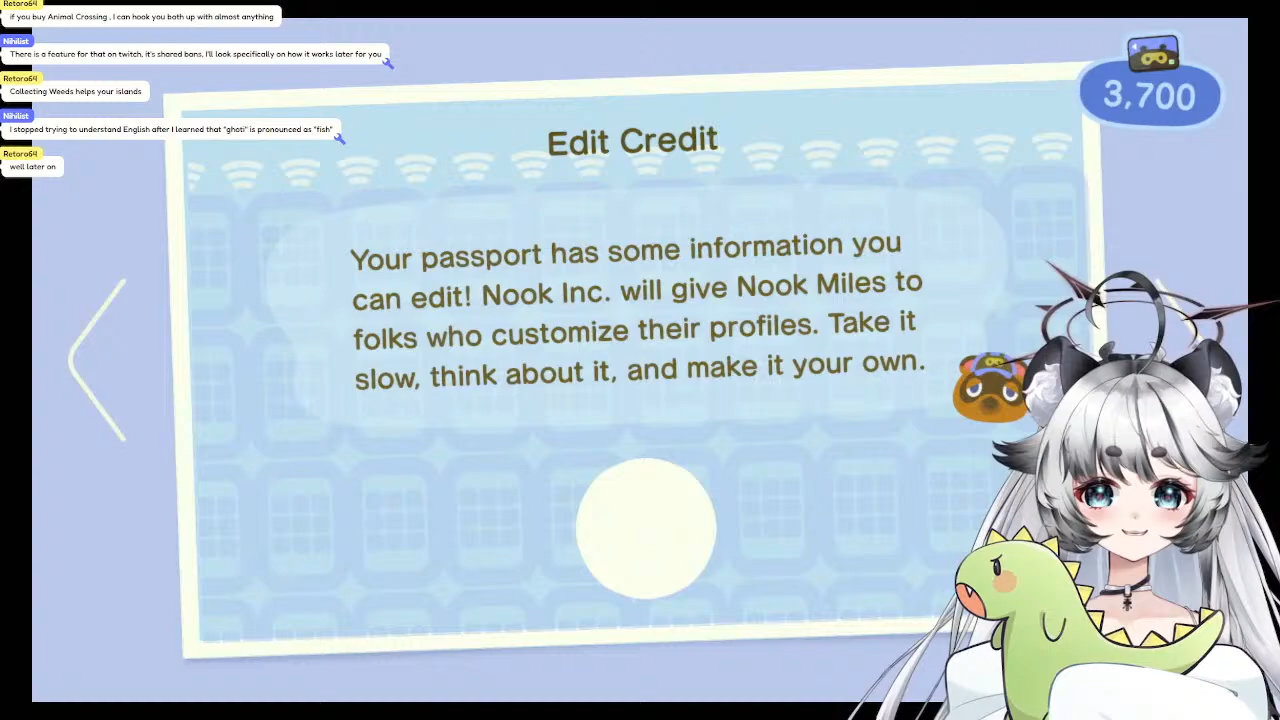 Retoro64
if you buy Animal Crossing , I can hook you both up with almost anything
Nihilist
There is a feature for that on twitch, it's shared bans, I'll look specifically on how it works later for you
Retoro64
Collecting Weeds helps your islands
Nihilist
I stopped trying to understand English after I learned that "ghoti" is pronounced as "fish"
Retoro64
well later on
3,700
Edit Credit
Your passport has some information you
can edit! Nook Inc. will give Nook Miles to
folks who customize their profiles. Take it
slow, think about it, and make it your own.